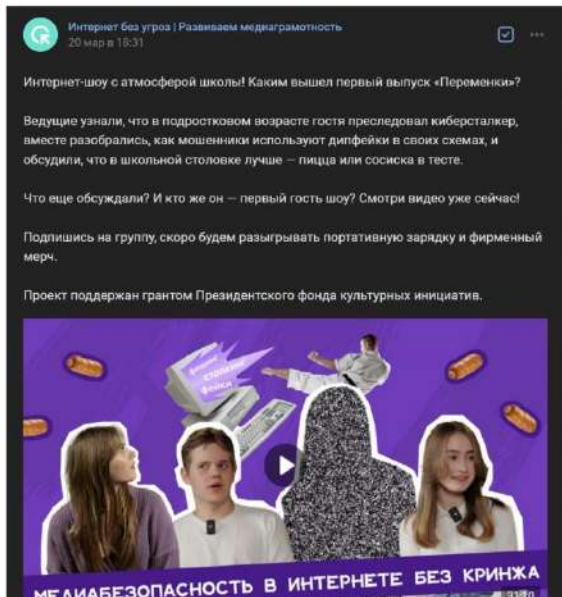 Интернет без угроз | Развиваем медиаграмотность
20 мар в 18:31
Интернет-шоу с атмосферой школы! Каким вышел первый выпуск «Переменки»?
Ведущие узнали, что в подростковом возрасте гостя преследовал киберсталкер,
вместе разобрались, как мошенники используют дипфейки в своих схемах, и
обсудили, что в школьной столовке лучше — пицца или сосиска в тесте.
Что еще обсуждали? И кто же он — первый гость шоу? Смотри видео уже сейчас!
Подпишись на группу, скоро будем разыгрывать портативную зарядку и фирменный
мерч.
Проект поддержан грантом Президентского фонда культурных инициатив.
сталкинг
фейки
МЕДИАБЕЗОПАСНОСТЬ В ИНТЕРНЕТЕ БЕЗ КРИНЖА